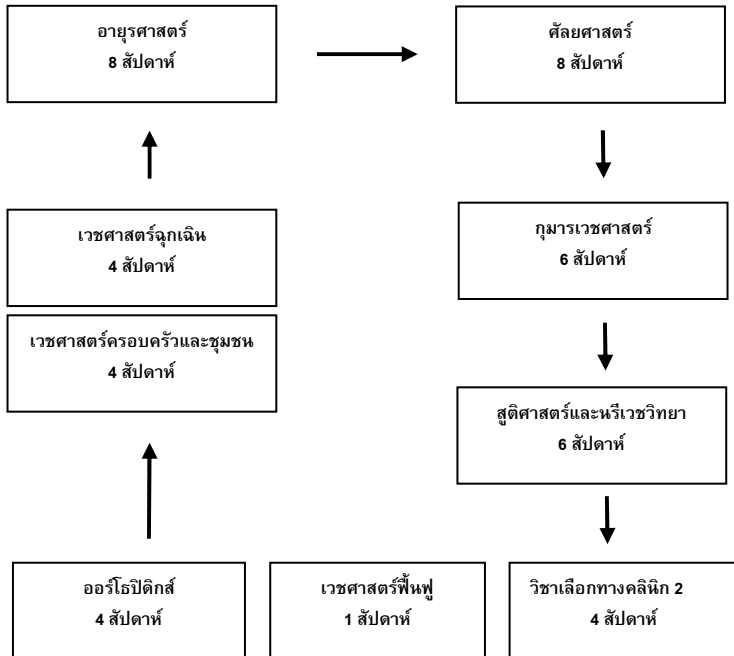 อายุรศาสตร์
8 สัปดาห์
ศัลยศาสตร์
8 สัปดาห์
เวชศาสตร์ฉุกเฉิน
4 สัปดาห์
กุมารเวชศาสตร์
6 สัปดาห์
เวชศาสตร์ครอบครัวและชุมชน
4 สัปดาห์
สูติศาสตร์และนรีเวชวิทยา
6 สัปดาห์
ออร์โธปิดิกส์
4 สัปดาห์
เวชศาสตร์ฟื้นฟู
1 สัปดาห์
วิชาเลือกทางคลินิก 2
4 สัปดาห์